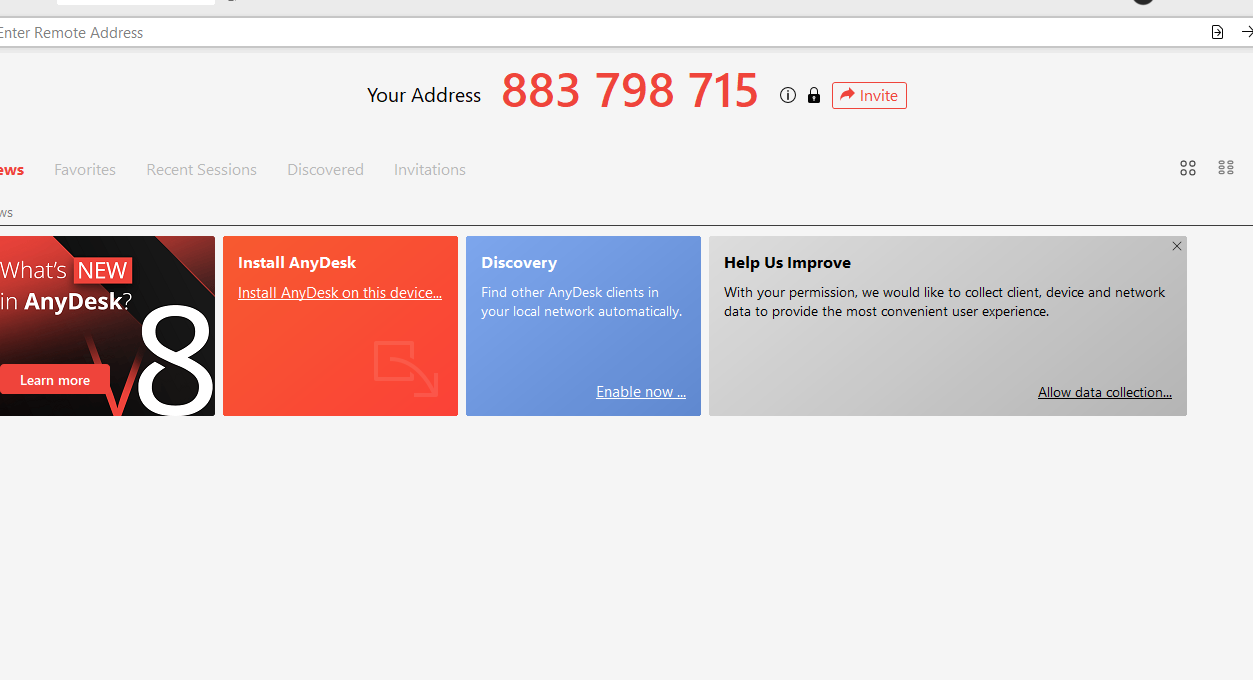 Enter Remote Address
Your Address 883 798 715 Invite
ews Favorites Recent Sessions Discovered Invitations
ws
What's NEW
in AnyDesk?
V8
Learn more
Install AnyDesk
Install AnyDesk on this device...
Discovery
Find other AnyDesk clients in
your local network automatically.
Enable now ...
Help Us Improve
With your permission, we would like to collect client, device and network
data to provide the most convenient user experience.
Allow data collection...